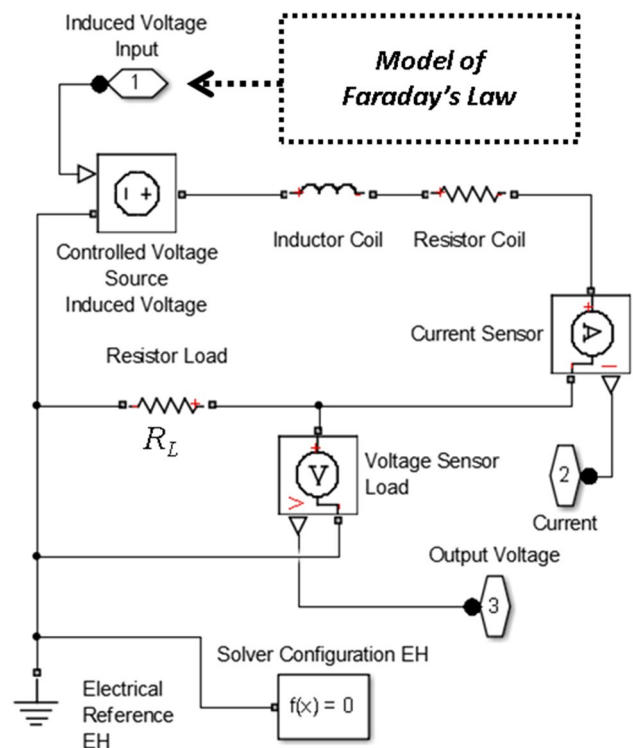 Induced Voltage
Input
1
Model of
Faraday's Law
Controlled Voltage
Source
Induced Voltage
Inductor Coil
Resistor Coil
Current Sensor
A
I
Resistor Load
R_L
V
V
Voltage Sensor
Load
2
Current
Output Voltage
3
Solver Configuration EH
f(x) = 0
Electrical
Reference
EH